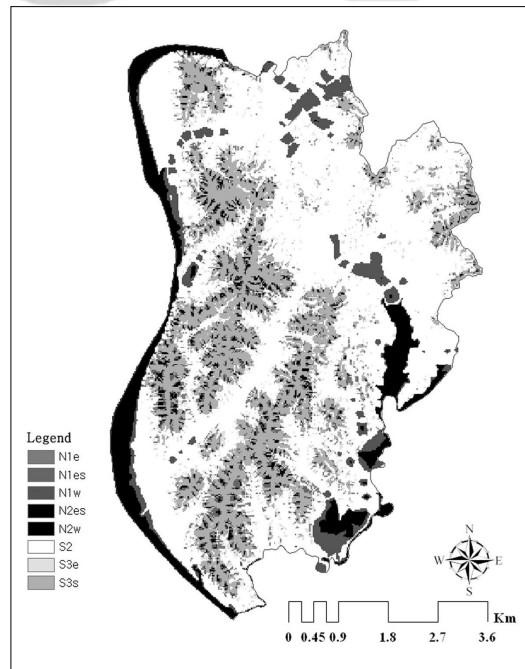 Legend
N1e
N1es
N1w
N2es
N2w
S2
S3e
S3s
N
W E
S
Km
0 0.45 0.9 1.8 2.7 3.6